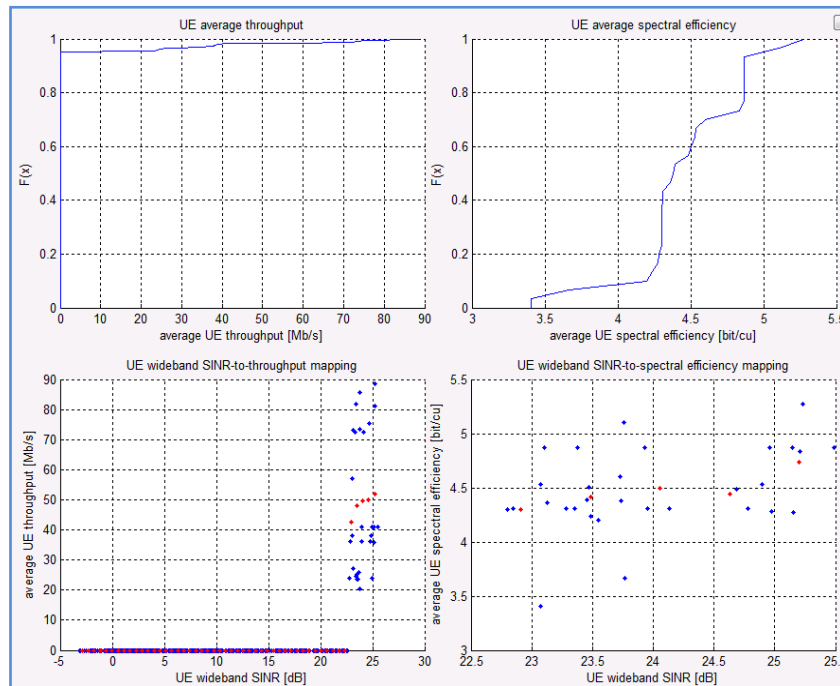 UE average throughput
1
0.8
0.6
0.4
0.2
0
F(x)
0 10 20 30 40 50 60 70 80 90
average UE throughput [Mb/s]
UE average spectral efficiency
1
0.8
0.6
0.4
0.2
0
F(x)
3 3.5 4 4.5 5 5.5
average UE spectral efficiency [bit/cu]
UE wideband SINR-to-throughput mapping
90
80
70
60
50
40
30
20
10
0
average UE throughput [Mb/s]
-5 0 5 10 15 20 25 30
UE wideband SINR [dB]
UE wideband SINR-to-spectral efficiency mapping
5.5
5
4.5
4
3.5
3
average UE specctral efficiency [bit/cu]
22.5 23 23.5 24 24.5 25 25.5
UE wideband SINR [dB]